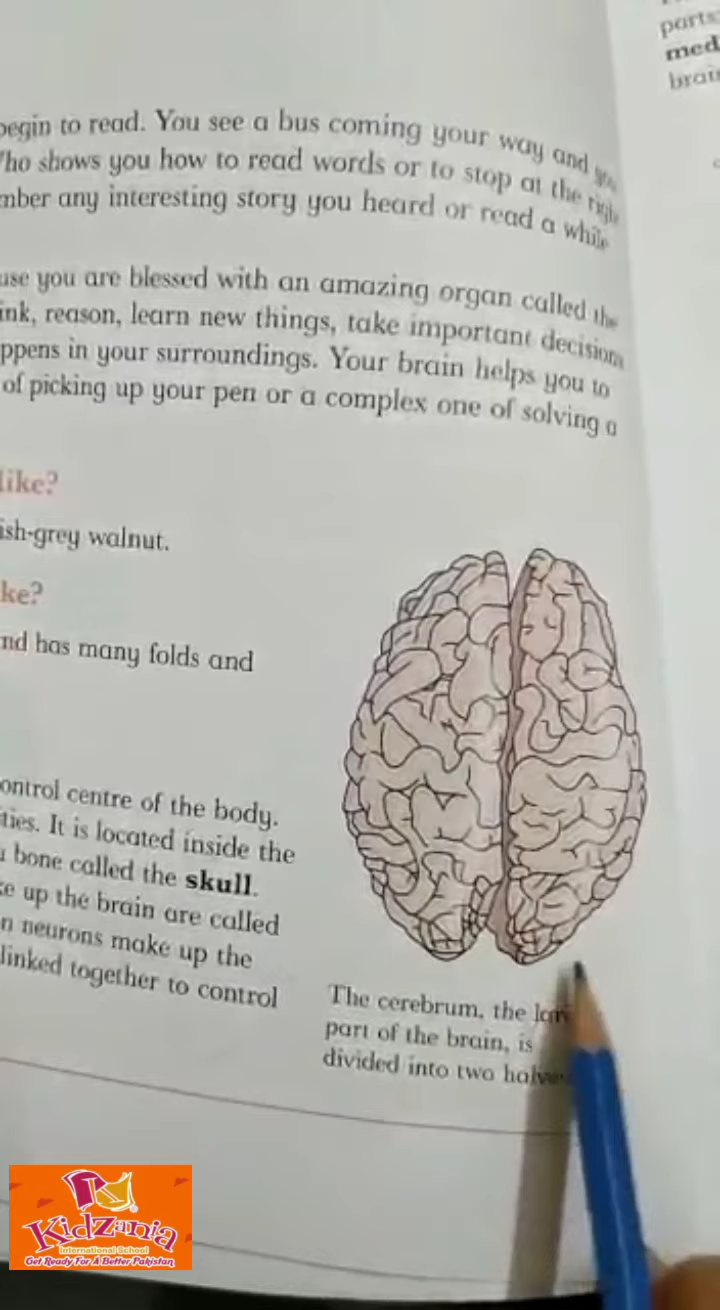 begin to read. You see a bus coming your way and
Who shows you how to read words or to stop at the
mber any interesting story you heard or read a while
use you are blessed with an amazing organ called the
ink, reason, learn new things, take important decisions
ppens in your surroundings. Your brain helps you to
of picking up your pen or a complex one of solving a
like?
ish-grey walnut.
ke?
nd has many folds and
ontrol centre of the body.
ties. It is located inside the
bone called the skull.
ke up the brain are called
n neurons make up the
linked together to control
The cerebrum, the
part of the brain, is
divided into two
parts
med
brain
KidZania
International School
Get Ready For A Better Pakistan